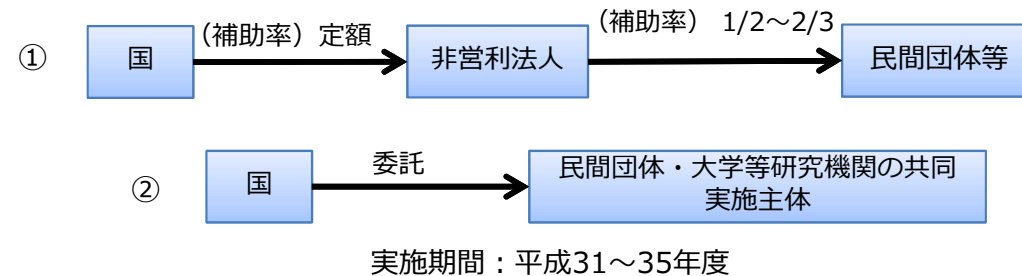 （補助率）定額
（補助率） 1/2～2/3
①
国
非営利法人
民間団体等
委託
②
国
民間団体・大学等研究機関の共同
実施主体
実施期間：平成31～35年度